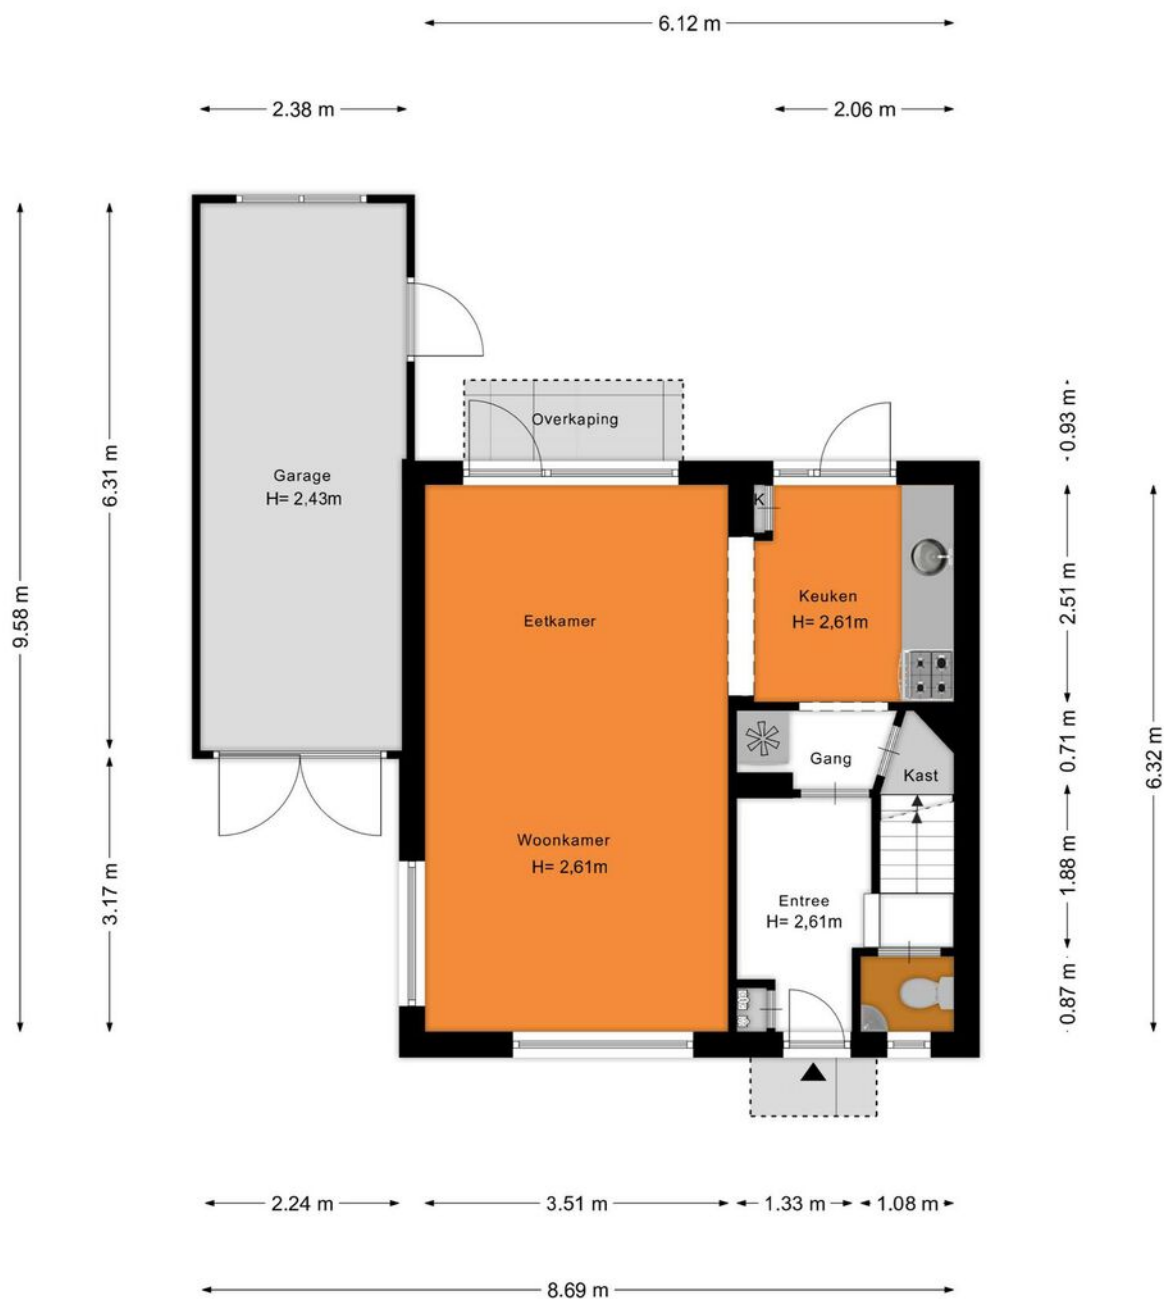 6.12 m
2.38 m
2.06 m
0.93 m
Overkaping
6.31 m
Garage
H= 2,43m
K
9.58 m
2.51 m
Keuken
H= 2,61m
Eetkamer
0.71 m
6.32 m
Gang
Kast
Woonkamer
H= 2,61m
3.17 m
1.88 m
Entree
H= 2,61m
0.87 m
2.24 m
3.51 m
1.33 m
1.08 m
8.69 m